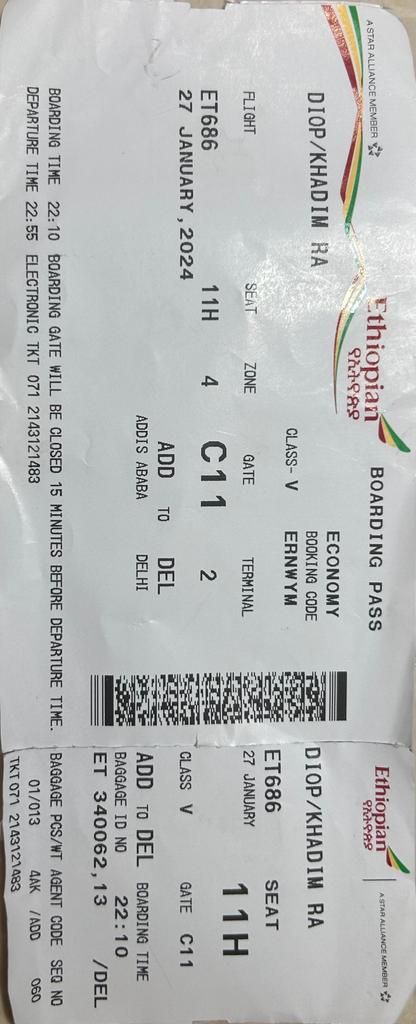 A STAR ALLIANCE MEMBER
Ethiopian
የኢትዮጵያ
BOARDING PASS
DIOP/KHADIM RA
ECONOMY
BOOKING CODE
CLASS- V ERNWYM
FLIGHT SEAT ZONE GATE TERMINAL
ET686 11H 4 C11 2
27 JANUARY,2024
ADD TO DEL
ADDIS ABABA DELHI
BOARDING TIME 22:10 BOARDING GATE WILL BE CLOSED 15 MINUTES BEFORE DEPARTURE TIME.
DEPARTURE TIME 22:55 ELECTRONIC TKT 071 2143121483
Ethiopian
የኢትዮጵያ
A STAR ALLIANCE MEMBER
DIOP/KHADIM RA
ET686 SEAT
27 JANUARY 11H
CLASS V GATE C11
ADD TO DEL BOARDING TIME
BAGGAGE ID NO 22:10
ET 340062,13 /DEL
BAGGAGE PCS/WT AGENT CODE SEQ NO
01/013 4AK /ADD 060
TKT 071 2143121483